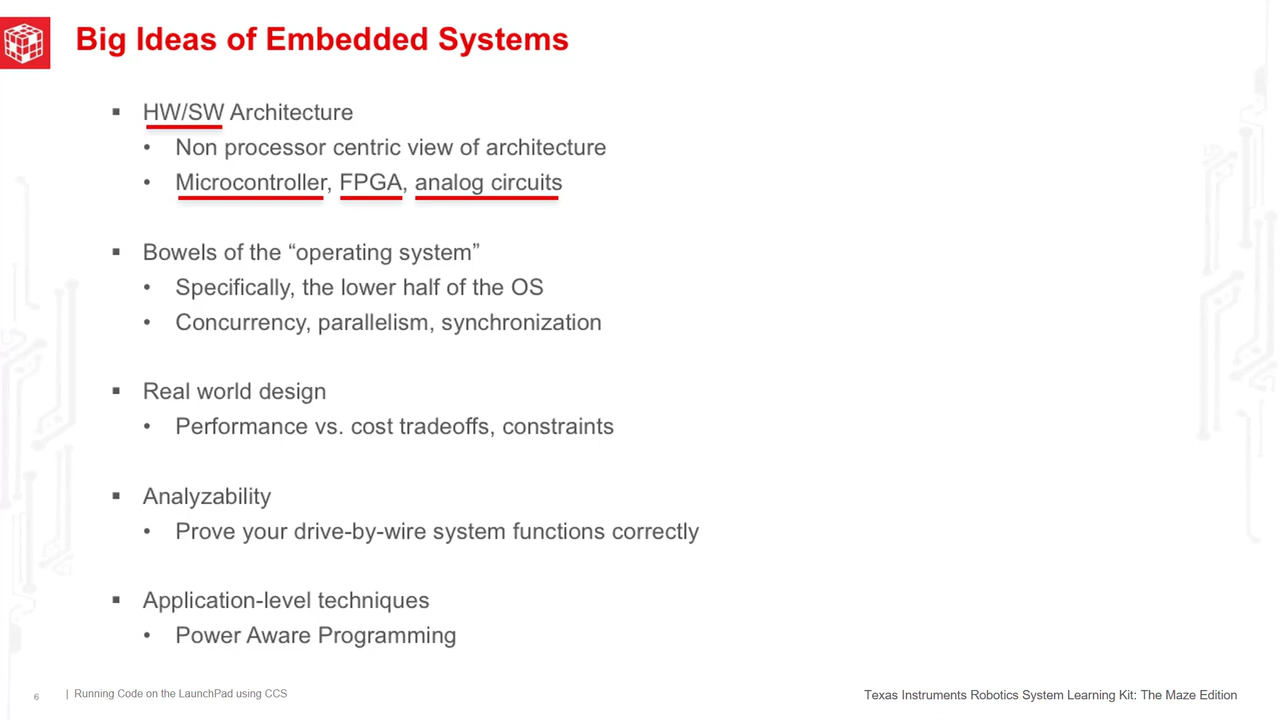 Big Ideas of Embedded Systems
▪ HW/SW Architecture
• Non processor centric view of architecture
• Microcontroller, FPGA, analog circuits
▪ Bowels of the “operating system”
• Specifically, the lower half of the OS
• Concurrency, parallelism, synchronization
▪ Real world design
• Performance vs. cost tradeoffs, constraints
▪ Analyzability
• Prove your drive-by-wire system functions correctly
▪ Application-level techniques
• Power Aware Programming
6 | Running Code on the LaunchPad using CCS
Texas Instruments Robotics System Learning Kit: The Maze Edition